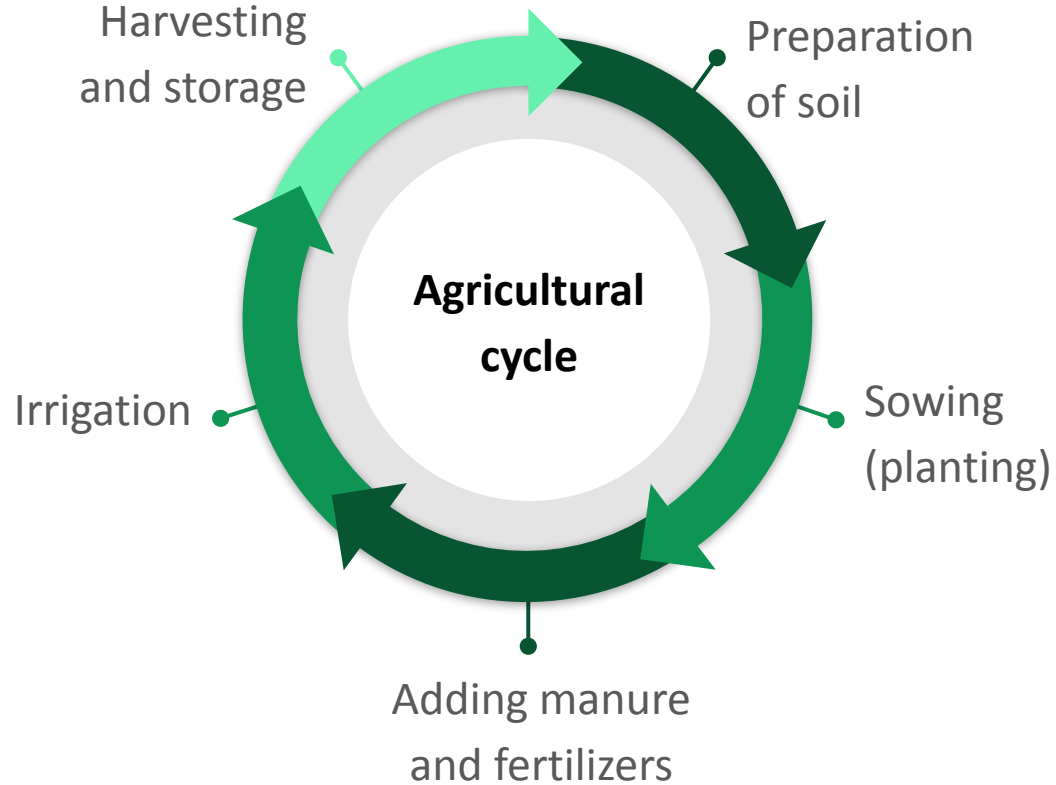 Harvesting
and storage
Preparation
of soil
Agricultural
cycle
Irrigation
Sowing
(planting)
Adding manure
and fertilizers